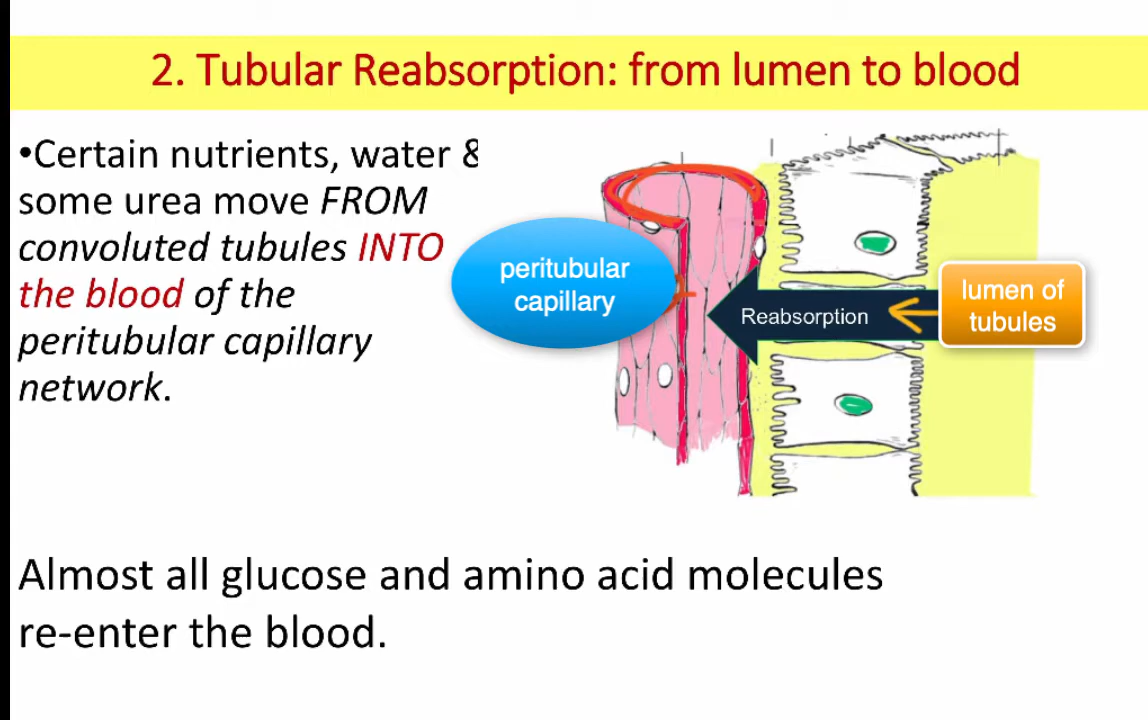 2. Tubular Reabsorption: from lumen to blood
•Certain nutrients, water &
some urea move FROM
convoluted tubules INTO
the blood of the
peritubular capillary
network.
peritubular
capillary
Reabsorption
lumen of
tubules
Almost all glucose and amino acid molecules
re-enter the blood.